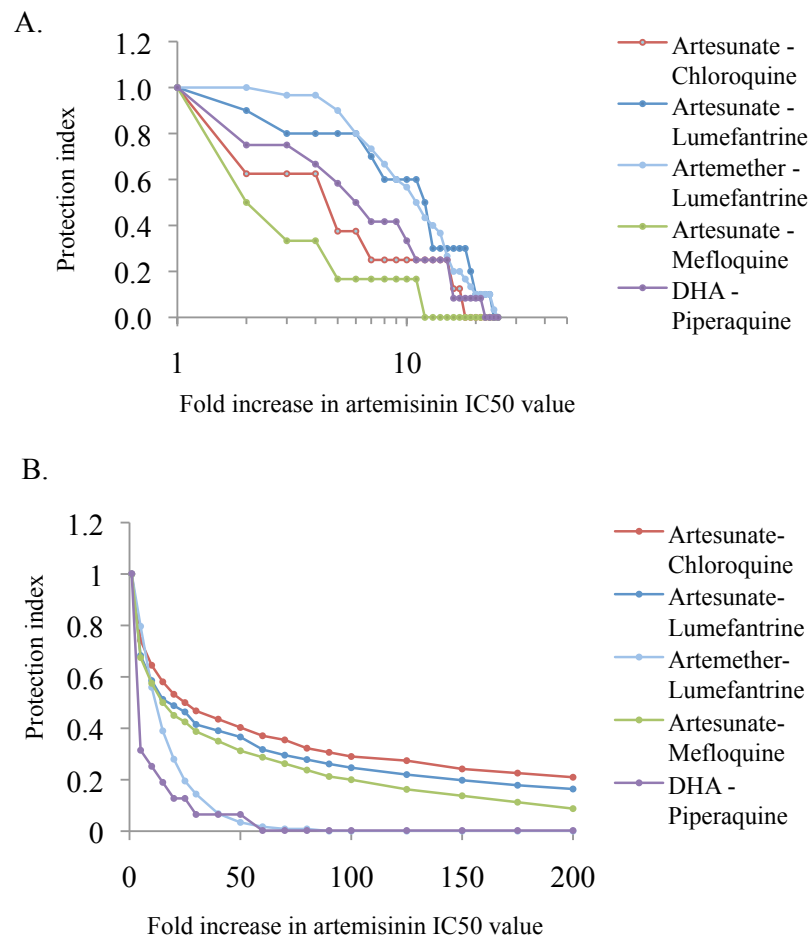 A.
1.2
1.0
0.8
0.6
0.4
0.2
0.0
Protection index
1
10
Fold increase in artemisinin IC50 value
Artesunate -
Chloroquine
Artesunate -
Lumefantrine
Artemether -
Lumefantrine
Artesunate -
Mefloquine
DHA -
Piperaquine
B.
1.2
1
0.8
0.6
0.4
0.2
0
Protection index
0
50
100
150
200
Fold increase in artemisinin IC50 value
Artesunate-
Chloroquine
Artesunate-
Lumefantrine
Artemether-
Lumefantrine
Artesunate-
Mefloquine
DHA -
Piperaquine